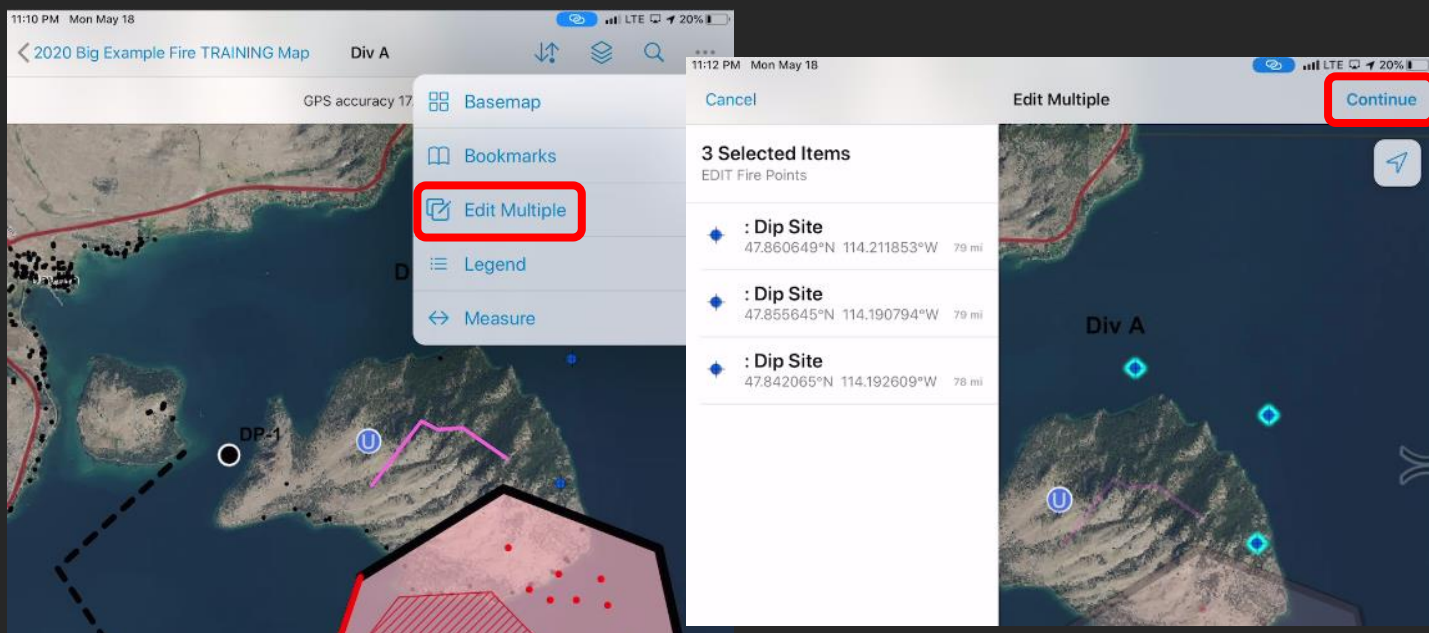 11:10 PM Mon May 18
LTE 20%
2020 Big Example Fire TRAINING Map Div A
GPS accuracy 17
Basemap
Bookmarks
Edit Multiple
Legend
Measure
D
DP-1
U
11:12 PM Mon May 18
LTE 20%
Cancel Edit Multiple Continue
3 Selected Items
EDIT Fire Points
: Dip Site
47.860649°N 114.211853°W 79 mi
: Dip Site
47.855645°N 114.190794°W 79 mi
: Dip Site
47.842065°N 114.192609°W 78 mi
Div A
U